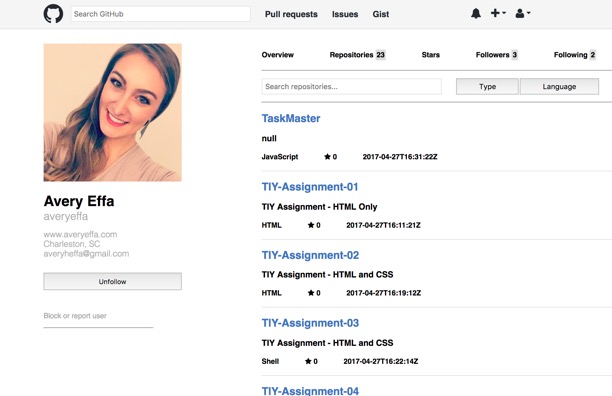 Search GitHub
Pull requests Issues Gist
Overview Repositories 23 Stars Followers 3 Following 2
Search repositories...
Type Language
TaskMaster
null
JavaScript 0 2017-04-27T16:31:22Z
TIY-Assignment-01
TIY Assignment - HTML Only
HTML 0 2017-04-27T16:11:21Z
TIY-Assignment-02
TIY Assignment - HTML and CSS
HTML 0 2017-04-27T16:19:12Z
TIY-Assignment-03
TIY Assignment - HTML and CSS
Shell 0 2017-04-27T16:22:14Z
TIY-Assignment-04
Avery Effa
averyeffa
www.averyeffa.com
Charleston, SC
averyheffa@gmail.com
Unfollow
Block or report user